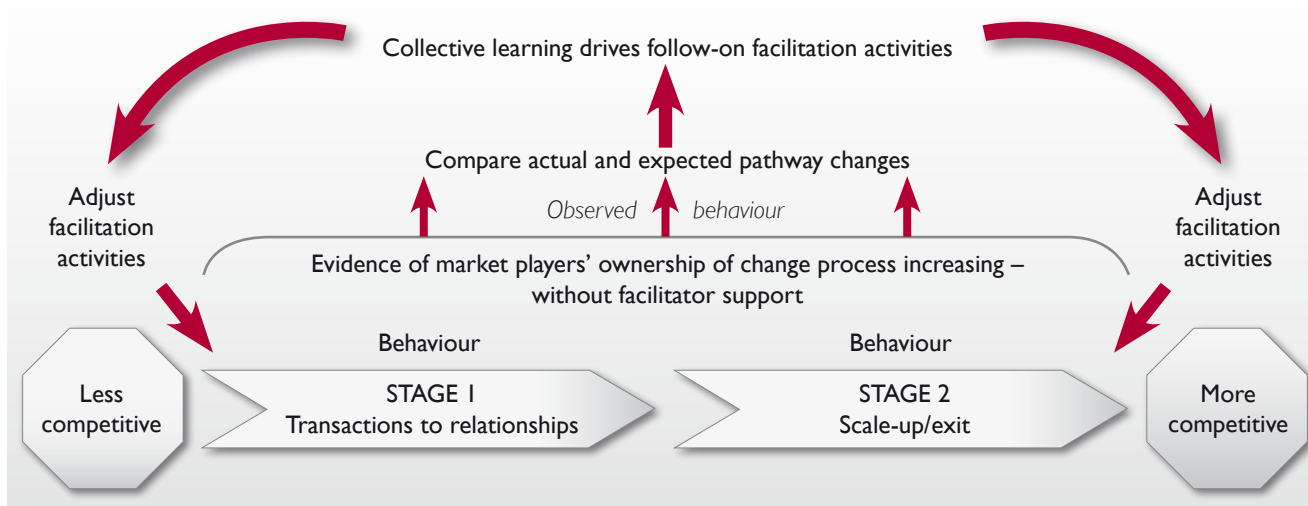 Collective learning drives follow-on facilitation activities
Compare actual and expected pathway changes
Adjust
facilitation
activities
Observed behaviour
Adjust
facilitation
activities
Evidence of market players’ ownership of change process increasing –
without facilitator support
Behaviour
Behaviour
Less
competitive
STAGE 1
Transactions to relationships
STAGE 2
Scale-up/exit
More
competitive